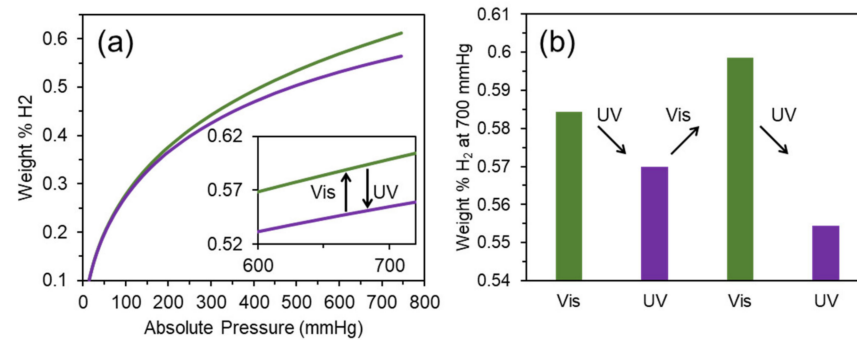 (a)
Weight % H2
0.6
0.5
0.4
0.3
0.2
0.1
0 100 200 300 400 500 600 700 800
Absolute Pressure (mmHg)
0.62
0.57
0.52
600 700
Vis UV
(b)
Weight % H₂ at 700 mmHg
0.61
0.6
0.59
0.58
0.57
0.56
0.55
0.54
UV Vis UV
Vis UV Vis UV